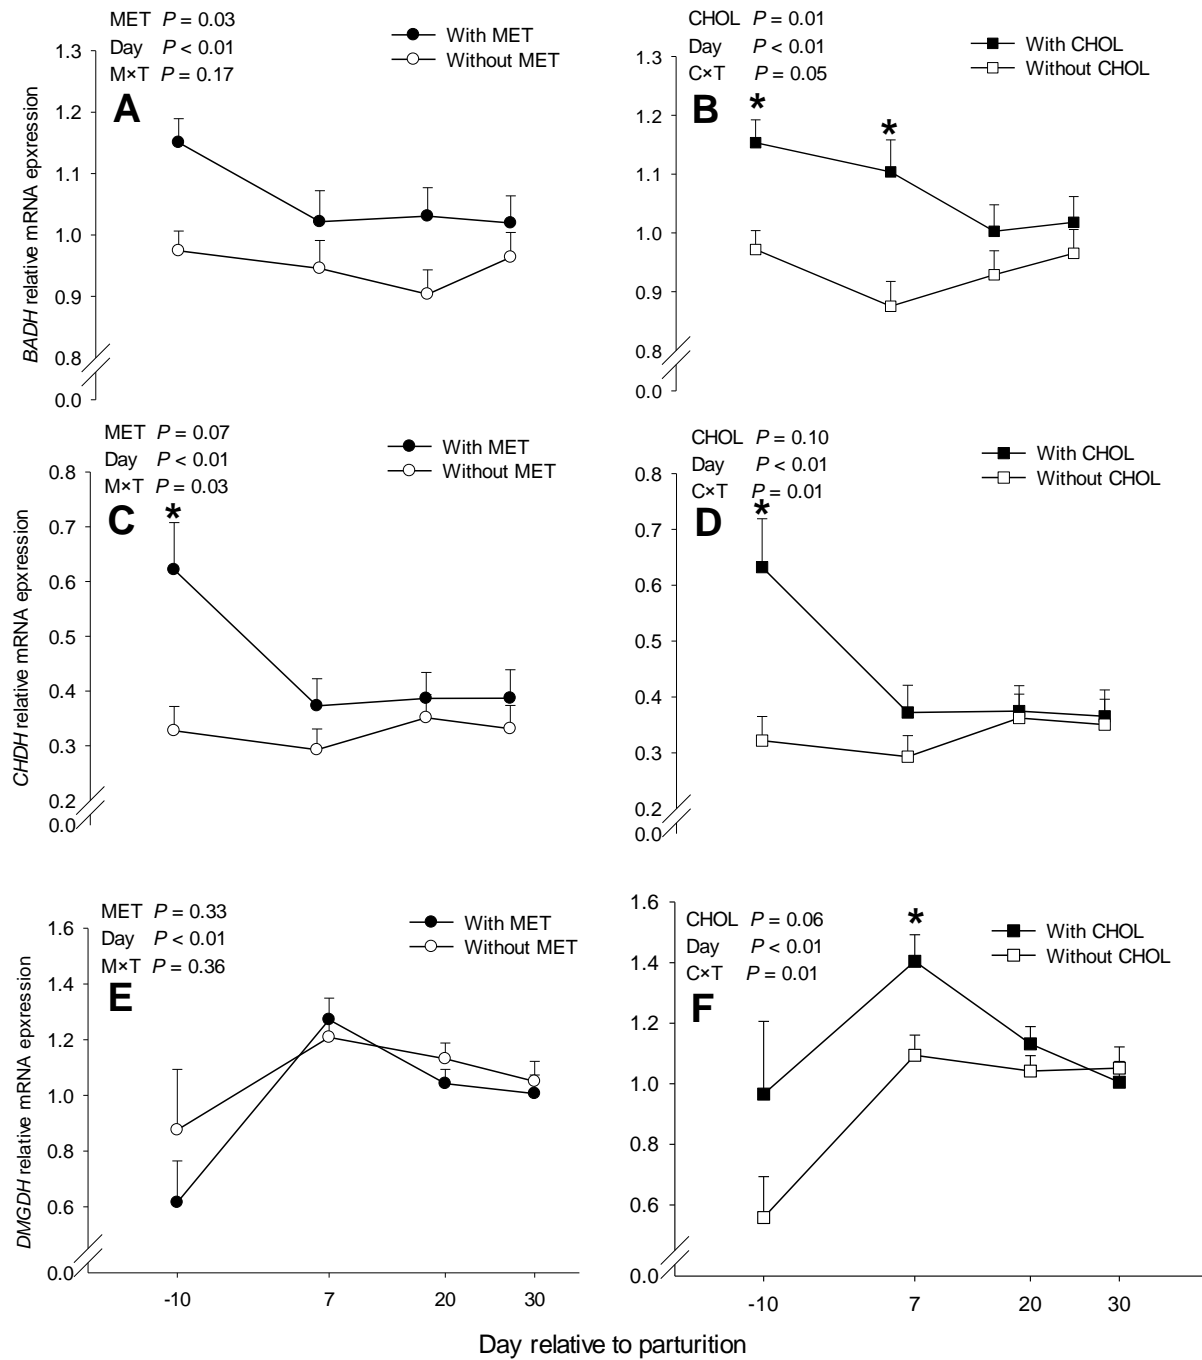 MET P = 0.03
Day P < 0.01
M×T P = 0.17
With MET
Without MET
A
1.3
1.2
1.1
1.0
0.9
0.8
0.0
BADH relative mRNA epxression
CHOL P = 0.01
Day P < 0.01
C×T P = 0.05
With CHOL
Without CHOL
B
* *
1.3
1.2
1.1
1.0
0.9
0.8
0.0
MET P = 0.07
Day P < 0.01
M×T P = 0.03
With MET
Without MET
C
*
0.8
0.7
0.6
0.5
0.4
0.3
0.2
0.0
CHDH relative mRNA epxression
CHOL P = 0.10
Day P < 0.01
C×T P = 0.01
With CHOL
Without CHOL
D
*
0.8
0.7
0.6
0.5
0.4
0.3
0.2
0.0
MET P = 0.33
Day P < 0.01
M×T P = 0.36
With MET
Without MET
E
1.6
1.4
1.2
1.0
0.8
0.6
0.0
DMGDH relative mRNA epxression
-10 7 20 30
CHOL P = 0.06
Day P < 0.01
C×T P = 0.01
With CHOL
Without CHOL
F
*
1.6
1.4
1.2
1.0
0.8
0.6
0.0
-10 7 20 30
Day relative to parturition